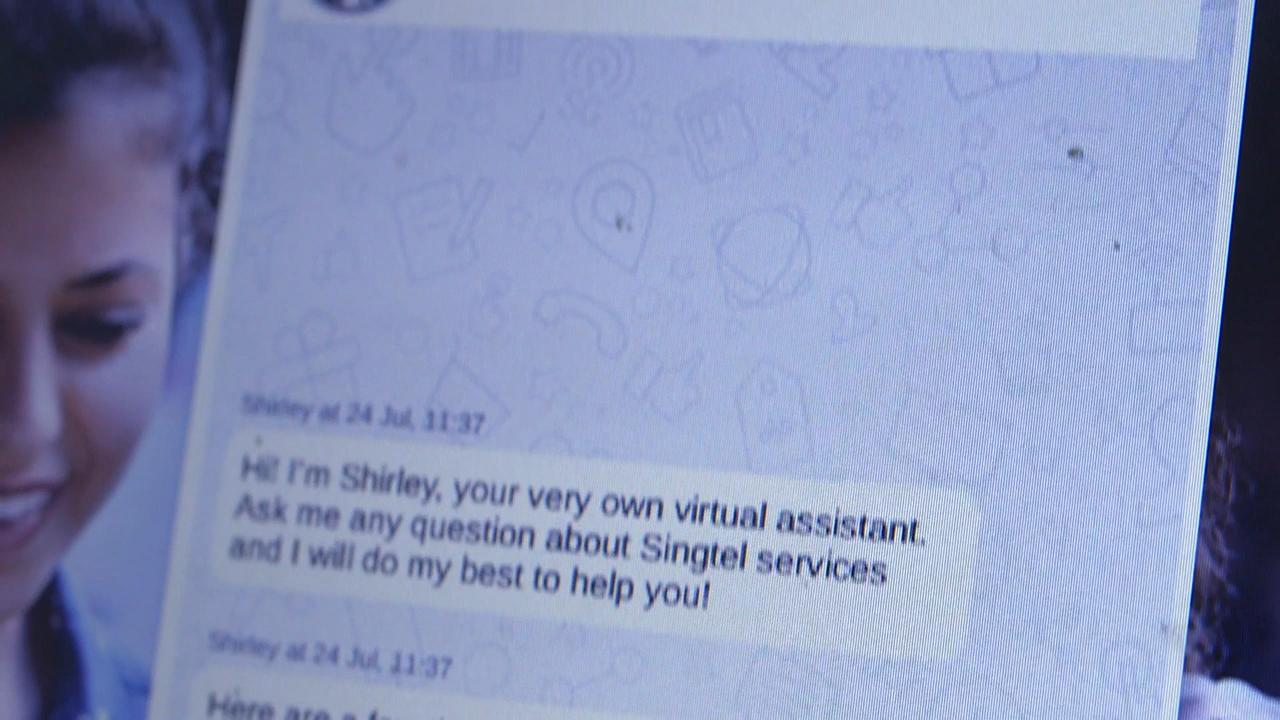 Shirley at 24 Jul, 11:37
Hi! I'm Shirley, your very own virtual assistant.
Ask me any question about Singtel services
and I will do my best to help you!
Shirley at 24 Jul, 11:37
Here are a